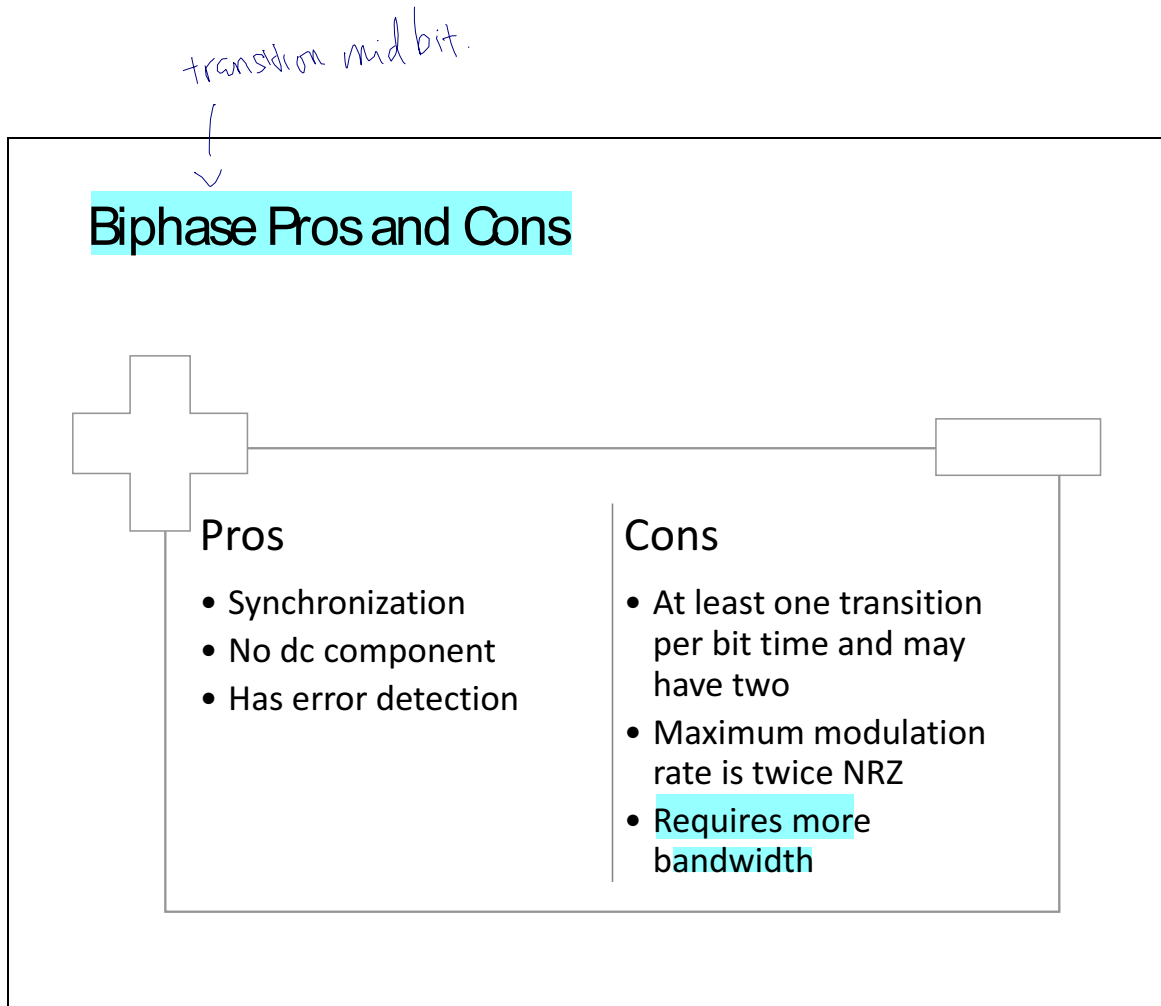 transition mid bit.
Biphase Pros and Cons
Pros
• Synchronization
• No dc component
• Has error detection
Cons
• At least one transition
per bit time and may
have two
• Maximum modulation
rate is twice NRZ
• Requires more
bandwidth